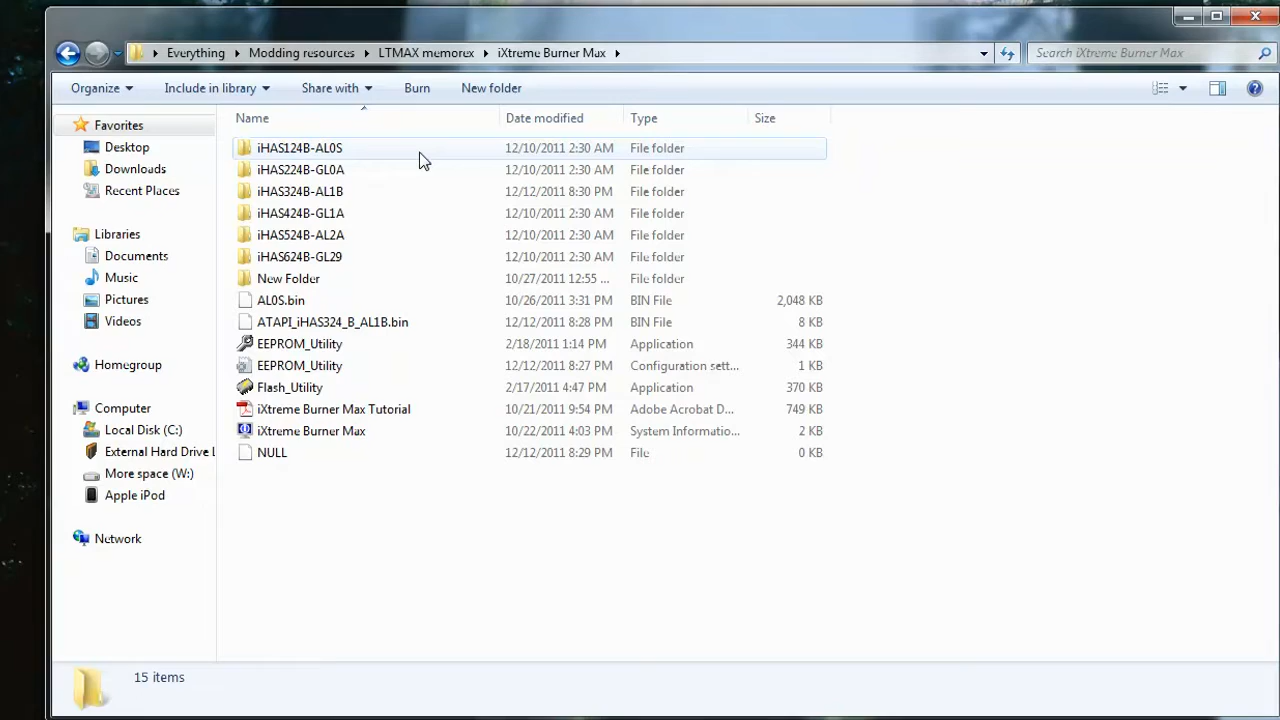 Everything Modding resources LTMAX memorex iXtreme Burner Max Search iXtreme Burner Max
Organize Include in library Share with Burn New folder
Favorites
Desktop
Downloads
Recent Places
Libraries
Documents
Music
Pictures
Videos
Homegroup
Computer
Local Disk (C:)
External Hard Drive
More space (W:)
Apple iPod
Network
Name Date modified Type Size
iHAS124B-AL0S 12/10/2011 2:30 AM File folder
iHAS224B-GL0A 12/10/2011 2:30 AM File folder
iHAS324B-AL1B 12/12/2011 8:30 PM File folder
iHAS424B-GL1A 12/10/2011 2:30 AM File folder
iHAS524B-AL2A 12/10/2011 2:30 AM File folder
iHAS624B-GL29 12/10/2011 2:30 AM File folder
New Folder 10/27/2011 12:55 ... File folder
AL0S.bin 10/26/2011 3:31 PM BIN File 2,048 KB
ATAPI_iHAS324_B_AL1B.bin 12/12/2011 8:28 PM BIN File 8 KB
EEPROM_Utility 2/18/2011 1:14 PM Application 344 KB
EEPROM_Utility 12/12/2011 8:27 PM Configuration sett... 1 KB
Flash_Utility 2/17/2011 4:47 PM Application 370 KB
iXtreme Burner Max Tutorial 10/21/2011 9:54 PM Adobe Acrobat D... 749 KB
iXtreme Burner Max 10/22/2011 4:03 PM System Informatio... 2 KB
NULL 12/12/2011 8:29 PM File 0 KB
15 items